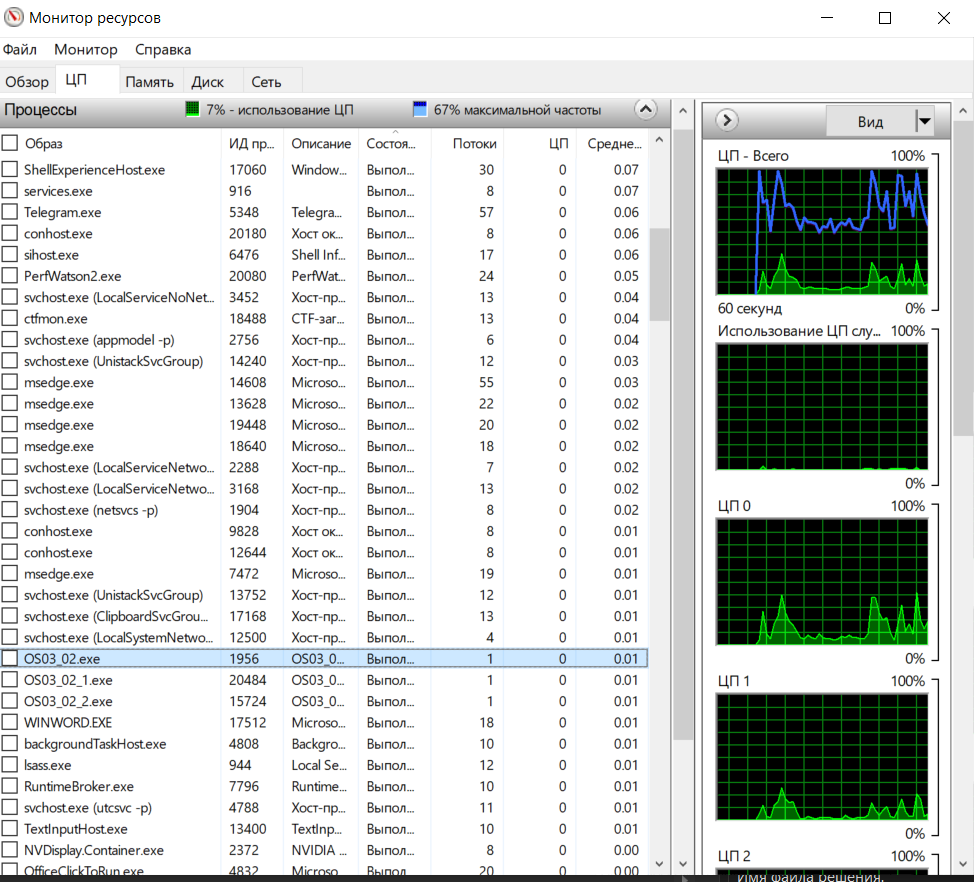 Монитор ресурсов
Файл Монитор Справка
Обзор ЦП Память Диск Сеть
Процессы 7% - использование ЦП 67% максимальной частоты
Образ ИД пр... Описание Состоя... Потоки ЦП Средне...
ShellExperienceHost.exe 17060 Window... Выпол... 30 0 0.07
services.exe 916 Выпол... 8 0 0.07
Telegram.exe 5348 Telegra... Выпол... 57 0 0.06
conhost.exe 20180 Хост ок... Выпол... 8 0 0.06
sihost.exe 6476 Shell Inf... Выпол... 17 0 0.06
PerfWatson2.exe 20080 PerfWat... Выпол... 24 0 0.05
svchost.exe (LocalServiceNoNet... 3452 Хост-пр... Выпол... 13 0 0.04
ctfmon.exe 18488 CTF-заг... Выпол... 13 0 0.04
svchost.exe (appmodel -p) 2756 Хост-пр... Выпол... 6 0 0.04
svchost.exe (UnistackSvcGroup) 14240 Хост-пр... Выпол... 12 0 0.03
msedge.exe 14608 Microso... Выпол... 55 0 0.03
msedge.exe 13628 Microso... Выпол... 22 0 0.02
msedge.exe 19448 Microso... Выпол... 20 0 0.02
msedge.exe 18640 Microso... Выпол... 18 0 0.02
svchost.exe (LocalServiceNetwo... 2288 Хост-пр... Выпол... 7 0 0.02
svchost.exe (LocalServiceNetwo... 3168 Хост-пр... Выпол... 13 0 0.02
svchost.exe (netsvcs -p) 1904 Хост-пр... Выпол... 8 0 0.02
conhost.exe 9828 Хост ок... Выпол... 8 0 0.01
conhost.exe 12644 Хост ок... Выпол... 8 0 0.01
msedge.exe 7472 Microso... Выпол... 19 0 0.01
svchost.exe (UnistackSvcGroup) 13752 Хост-пр... Выпол... 12 0 0.01
svchost.exe (ClipboardSvcGrou... 17168 Хост-пр... Выпол... 13 0 0.01
svchost.exe (LocalSystemNetwo... 12500 Хост-пр... Выпол... 4 0 0.01
OS03_02.exe 1956 OS03_0... Выпол... 1 0 0.01
OS03_02_1.exe 20484 OS03_0... Выпол... 1 0 0.01
OS03_02_2.exe 15724 OS03_0... Выпол... 1 0 0.01
WINWORD.EXE 17512 Microso... Выпол... 18 0 0.01
backgroundTaskHost.exe 4808 Backgro... Выпол... 10 0 0.01
lsass.exe 944 Local Se... Выпол... 12 0 0.01
RuntimeBroker.exe 7796 Runtime... Выпол... 10 0 0.01
svchost.exe (utcsvc -p) 4788 Хост-пр... Выпол... 11 0 0.01
TextInputHost.exe 13400 TextInp... Выпол... 10 0 0.01
NVDisplay.Container.exe 2372 NVIDIA ... Выпол... 8 0 0.00
OfficeClickToRun.exe 4832 Microso... Выпол... 20 0 0.00
Вид
ЦП - Всего 100%
60 секунд 0%
Использование ЦП слу... 100%
0%
ЦП 0 100%
0%
ЦП 1 100%
0%
ЦП 2 100%
Имя файла решения.